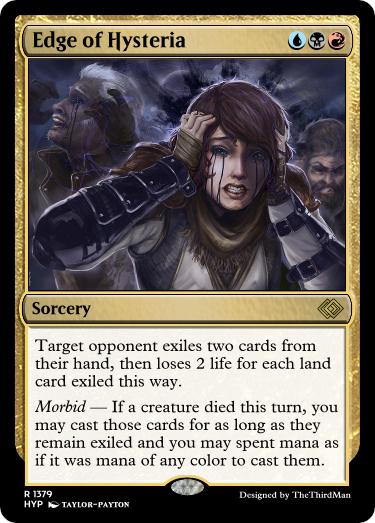 Edge of Hysteria
Sorcery
Target opponent exiles two cards from
their hand, then loses 2 life for each land
card exiled this way.
Morbid — If a creature died this turn, you
may cast those cards for as long as they
remain exiled and you may spent mana as
if it was mana of any color to cast them.
R 1379
HYP TAYLOR-PAYTON
Designed by TheThirdMan